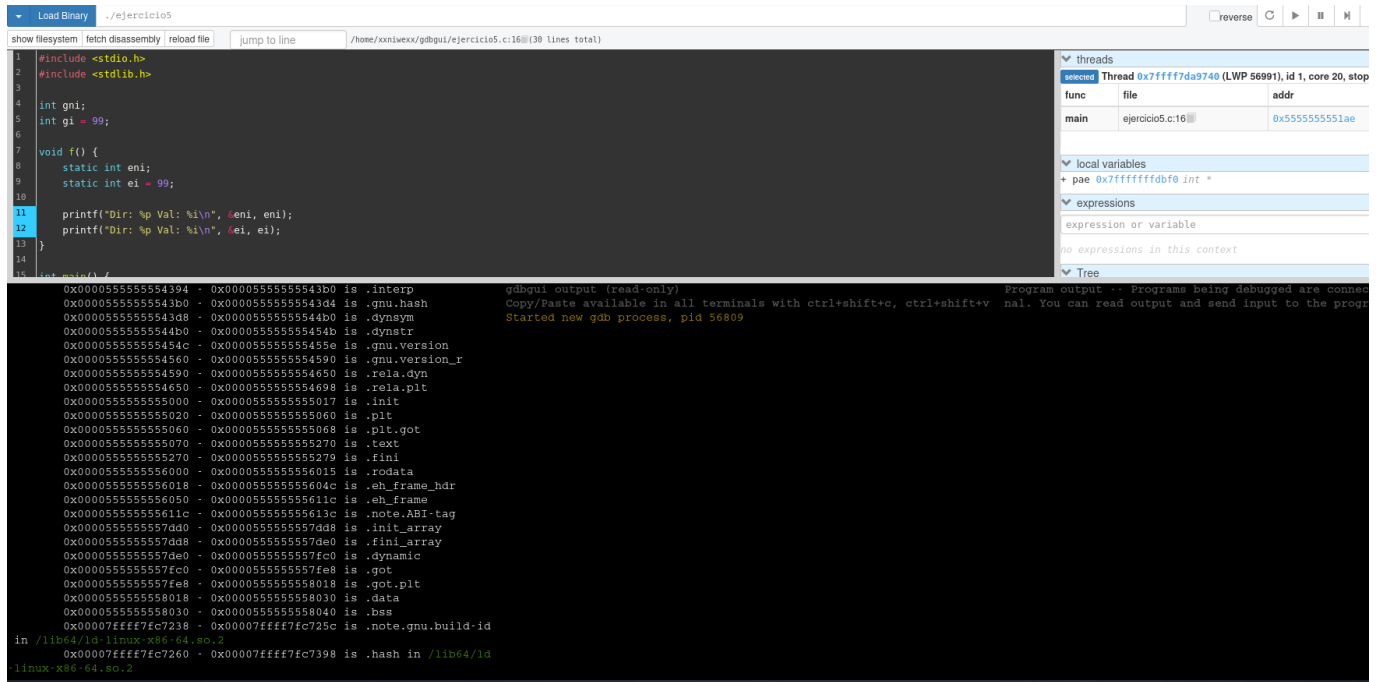 Load Binary ./ejercicio5 reverse
show filesystem fetch disassembly reload file jump to line /home/xxniwexx/gdbgui/ejercicio5.c:16 (30 lines total)
1 #include <stdio.h>
2 #include <stdlib.h>
3
4 int gni;
5 int gi = 99;
6
7 void f() {
8 static int eni;
9 static int ei = 99;
10
11 printf("Dir: %p Val: %i\n", &eni, eni);
12 printf("Dir: %p Val: %i\n", &ei, ei);
13 }
14
15 int main() {
threads
selected Thread 0x7ffff7da9740 (LWP 56991), id 1, core 20, stop
func file addr
main ejercicio5.c:16 0x5555555551ae
local variables
+ pae 0x7fffffffdbf0 int *
expressions
expression or variable
no expressions in this context
Tree
0x0000555555554394 - 0x00005555555543b0 is .interp
0x00005555555543b0 - 0x00005555555543d4 is .gnu.hash
0x00005555555543d8 - 0x00005555555544b0 is .dynsym
0x00005555555544b0 - 0x000055555555454b is .dynstr
0x000055555555454c - 0x000055555555455e is .gnu.version
0x0000555555554560 - 0x0000555555554590 is .gnu.version_r
0x0000555555554590 - 0x0000555555554650 is .rela.dyn
0x0000555555554650 - 0x0000555555554698 is .rela.plt
0x0000555555555000 - 0x0000555555555017 is .init
0x0000555555555020 - 0x0000555555555060 is .plt
0x0000555555555060 - 0x0000555555555068 is .plt.got
0x0000555555555070 - 0x0000555555555270 is .text
0x0000555555555270 - 0x0000555555555279 is .fini
0x0000555555556000 - 0x0000555555556015 is .rodata
0x0000555555556018 - 0x000055555555604c is .eh_frame_hdr
0x0000555555556050 - 0x000055555555611c is .eh_frame
0x000055555555611c - 0x000055555555613c is .note.ABI-tag
0x0000555555557dd0 - 0x0000555555557dd8 is .init_array
0x0000555555557dd8 - 0x0000555555557de0 is .fini_array
0x0000555555557de0 - 0x0000555555557fc0 is .dynamic
0x0000555555557fc0 - 0x0000555555557fe8 is .got
0x0000555555557fe8 - 0x0000555555558018 is .got.plt
0x0000555555558018 - 0x0000555555558030 is .data
0x0000555555558030 - 0x0000555555558040 is .bss
0x00007ffff7fc7238 - 0x00007ffff7fc725c is .note.gnu.build-id
in /lib64/ld-linux-x86-64.so.2
0x00007ffff7fc7260 - 0x00007ffff7fc7398 is .hash in /lib64/ld
-linux-x86-64.so.2
gdbgui output (read-only)
Copy/Paste available in all terminals with ctrl+shift+c, ctrl+shift+v
Started new gdb process, pid 56809
Program output -- Programs being debugged are connec
nal. You can read output and send input to the progr